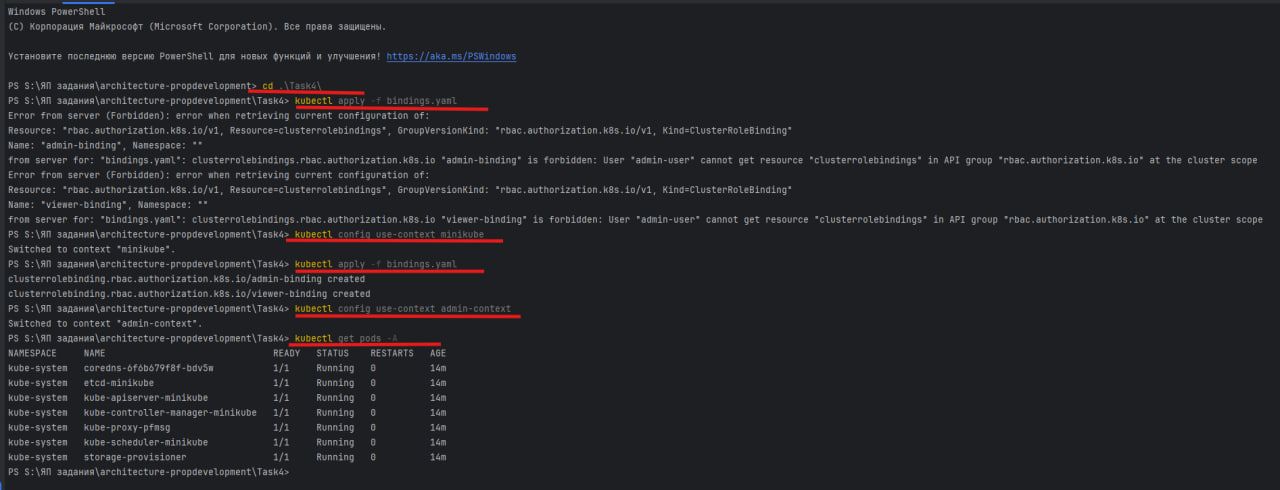 Windows PowerShell
(C) Корпорация Майкрософт (Microsoft Corporation). Все права защищены.
Установите последнюю версию PowerShell для новых функций и улучшения! https://aka.ms/PSWindows
PS S:\ЯП задания\architecture-propdevelopment> cd .\Task4\
PS S:\ЯП задания\architecture-propdevelopment\Task4> kubectl apply -f bindings.yaml
Error from server (Forbidden): error when retrieving current configuration of:
Resource: "rbac.authorization.k8s.io/v1, Resource=clusterrolebindings", GroupVersionKind: "rbac.authorization.k8s.io/v1, Kind=ClusterRoleBinding"
Name: "admin-binding", Namespace: ""
from server for: "bindings.yaml": clusterrolebindings.rbac.authorization.k8s.io "admin-binding" is forbidden: User "admin-user" cannot get resource "clusterrolebindings" in API group "rbac.authorization.k8s.io" at the cluster scope
Error from server (Forbidden): error when retrieving current configuration of:
Resource: "rbac.authorization.k8s.io/v1, Resource=clusterrolebindings", GroupVersionKind: "rbac.authorization.k8s.io/v1, Kind=ClusterRoleBinding"
Name: "viewer-binding", Namespace: ""
from server for: "bindings.yaml": clusterrolebindings.rbac.authorization.k8s.io "viewer-binding" is forbidden: User "admin-user" cannot get resource "clusterrolebindings" in API group "rbac.authorization.k8s.io" at the cluster scope
PS S:\ЯП задания\architecture-propdevelopment\Task4> kubectl config use-context minikube
Switched to context "minikube".
PS S:\ЯП задания\architecture-propdevelopment\Task4> kubectl apply -f bindings.yaml
clusterrolebinding.rbac.authorization.k8s.io/admin-binding created
clusterrolebinding.rbac.authorization.k8s.io/viewer-binding created
PS S:\ЯП задания\architecture-propdevelopment\Task4> kubectl config use-context admin-context
Switched to context "admin-context".
PS S:\ЯП задания\architecture-propdevelopment\Task4> kubectl get pods -A
NAMESPACE NAME READY STATUS RESTARTS AGE
kube-system coredns-6f6b679f8f-bdv5w 1/1 Running 0 14m
kube-system etcd-minikube 1/1 Running 0 14m
kube-system kube-apiserver-minikube 1/1 Running 0 14m
kube-system kube-controller-manager-minikube 1/1 Running 0 14m
kube-system kube-proxy-pfmsg 1/1 Running 0 14m
kube-system kube-scheduler-minikube 1/1 Running 0 14m
kube-system storage-provisioner 1/1 Running 0 14m
PS S:\ЯП задания\architecture-propdevelopment\Task4>